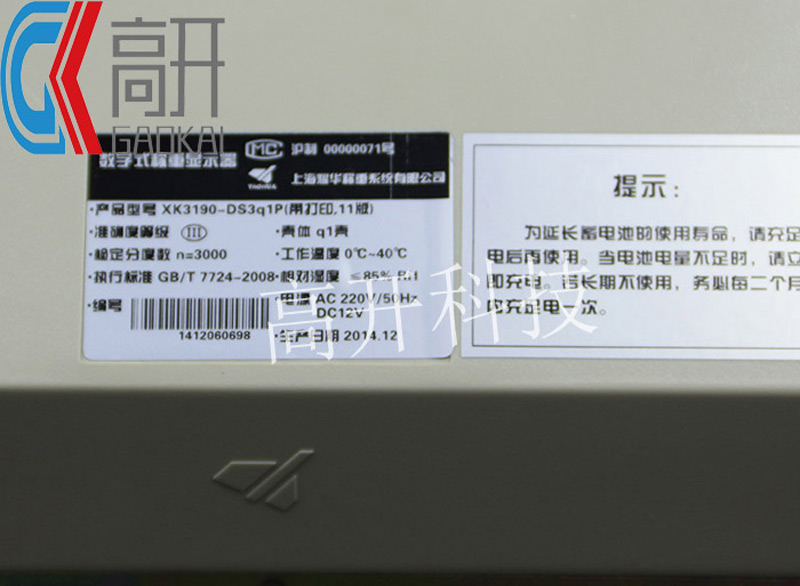 高开
GAOKAI
数字式称重显示器
MC 沪制 00000071号
YAOHUA 上海耀华称重系统有限公司
·产品型号 XK3190-DS3q1P(带打印,11版)
·准确度等级 III ·壳体 q1壳
·检定分度数 n=3000 ·工作温度 0℃~40℃
·执行标准 GB/T 7724-2008 ·相对湿度 ≤85% RH
·编号 ·电源 AC 220V/50Hz
DC12V
1412060698 ·生产日期 2014.12
高开科技
提示:
为延长蓄电池的使用寿命，请充足
电后再使用。当电池电量不足时，请立
即充电。若长期不使用，务必每二个月
应充足电一次。